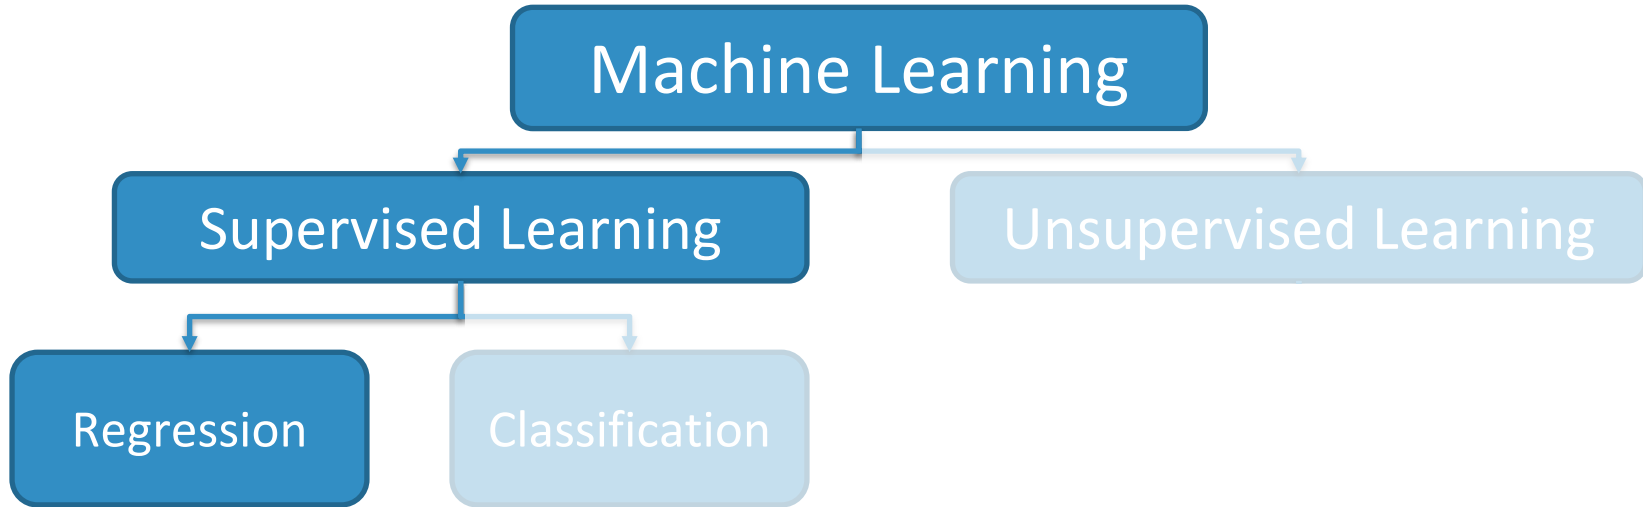 Machine Learning
Supervised Learning
Unsupervised Learning
Regression
Classification